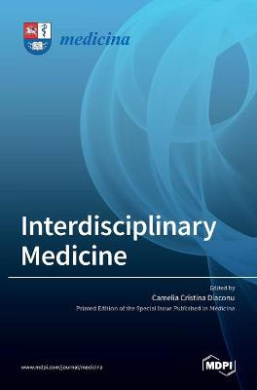 medicina
Interdisciplinary
Medicine
Edited by
Camelia Cristina Diaconu
Printed Edition of the Special Issue Published in Medicina
www.mdpi.com/journal/medicina
MDPI